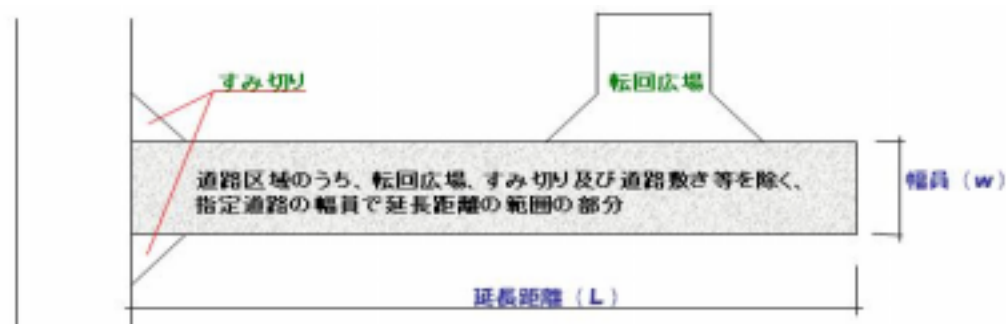 すみ切り
転回広場
道路区域のうち、転回広場、すみ切り及び道路敷き等を除く、
指定道路の幅員で延長距離の範囲の部分
幅員（w）
延長距離（L）